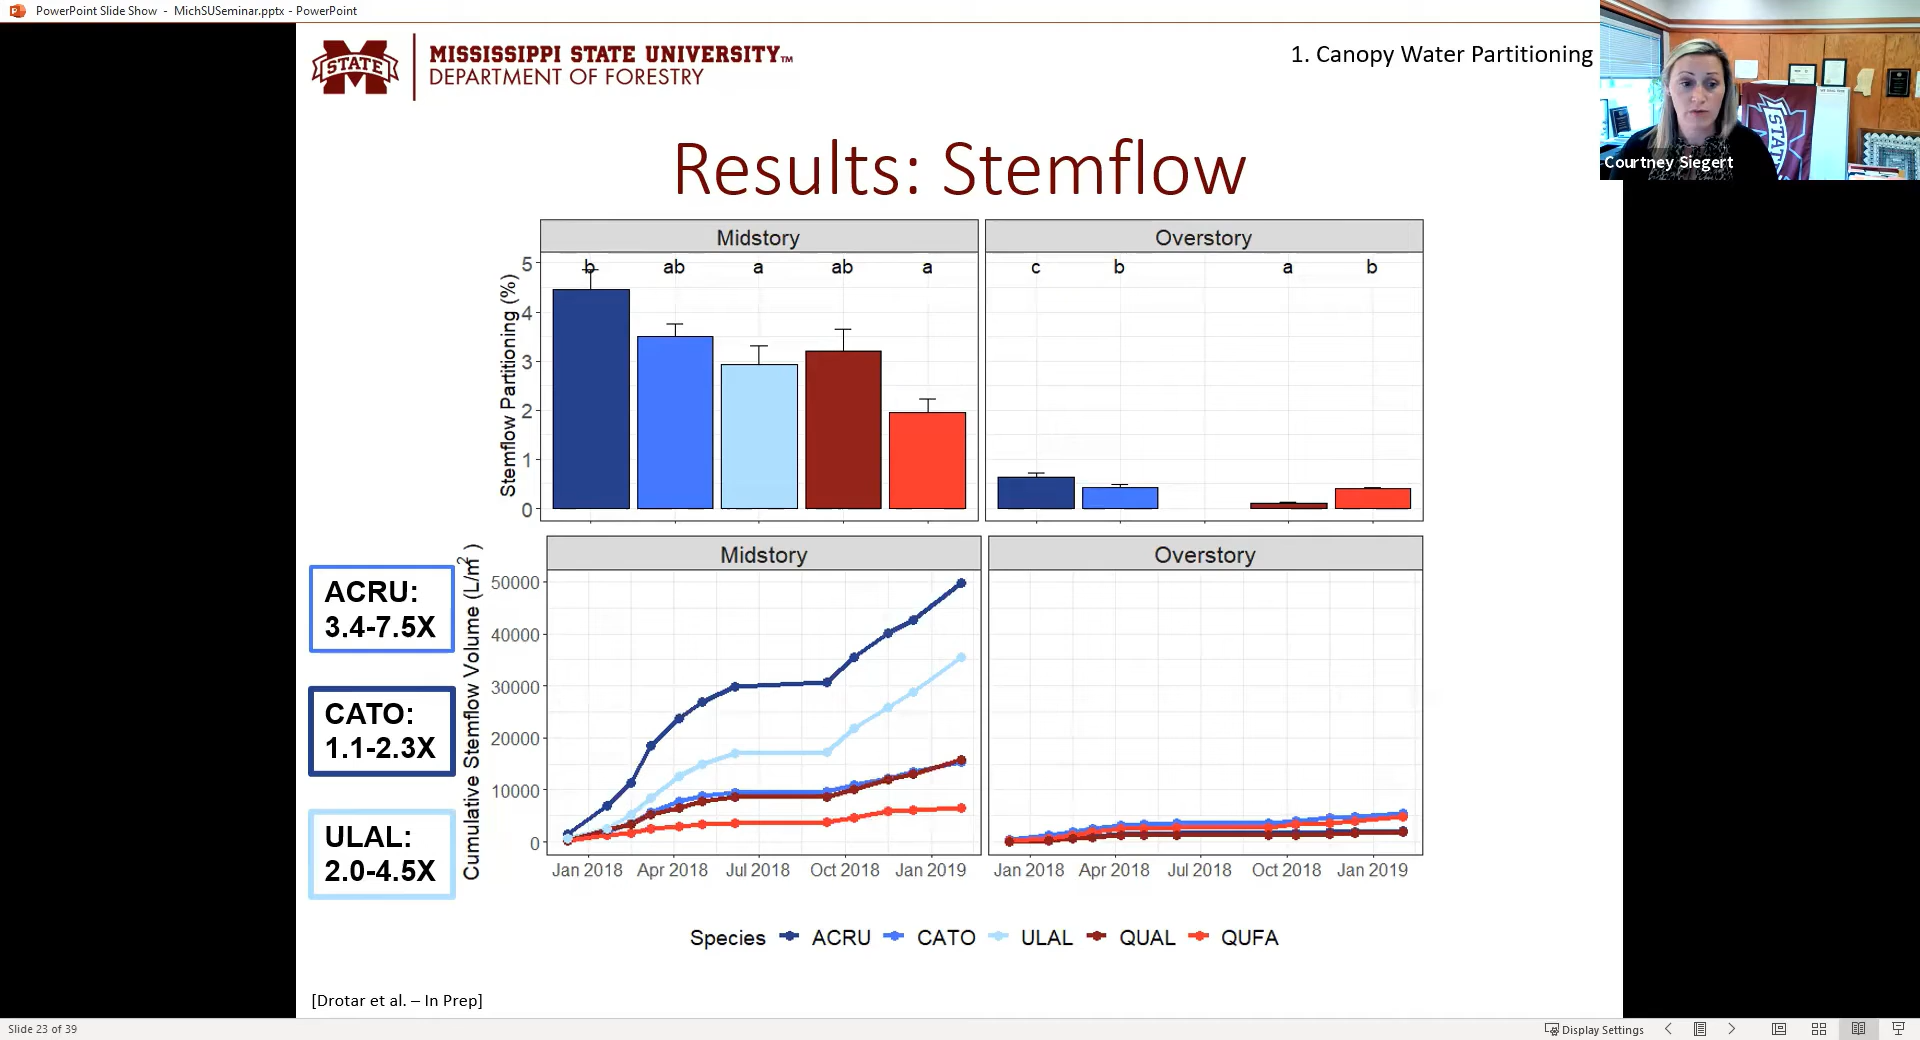 PowerPoint Slide Show - MichSUSeminar.pptx - PowerPoint
STATE
MISSISSIPPI STATE UNIVERSITY™
DEPARTMENT OF FORESTRY
1. Canopy Water Partitioning
STATE
Courtney Siegert
Results: Stemflow
Midstory
Overstory
Stemflow Partitioning (%)
5
4
3
2
1
0
b
ab
a
ab
a
c
b
a
b
ACRU:
3.4-7.5X
CATO:
1.1-2.3X
ULAL:
2.0-4.5X
Midstory
Overstory
Cumulative Stemflow Volume (L/m²)
50000
40000
30000
20000
10000
0
Jan 2018 Apr 2018 Jul 2018 Oct 2018 Jan 2019
Jan 2018 Apr 2018 Jul 2018 Oct 2018 Jan 2019
Species ACRU CATO ULAL QUAL QUFA
[Drotar et al. – In Prep]
Slide 23 of 39
Display Settings